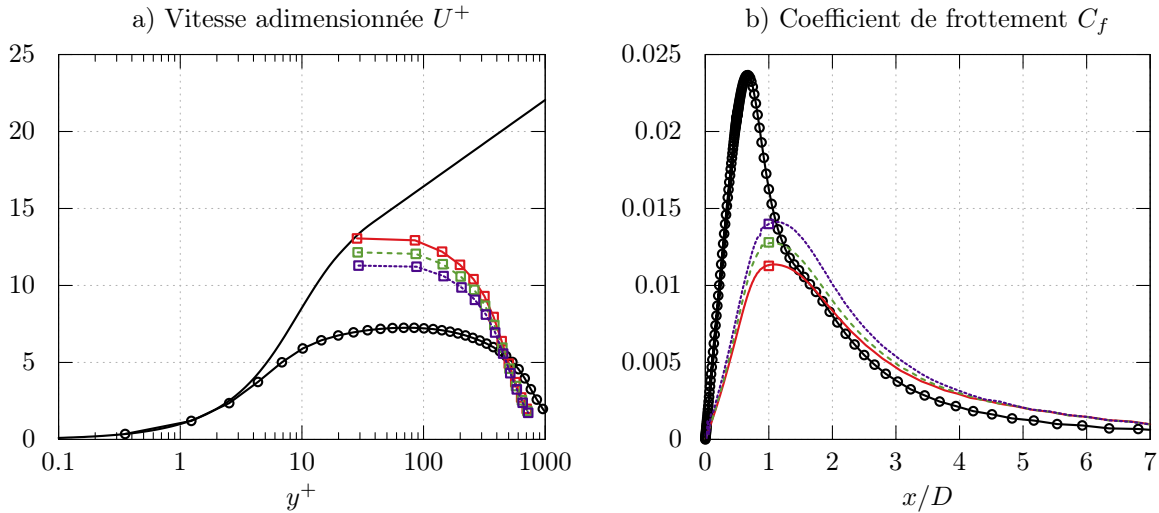 a) Vitesse adimensionnée U⁺
25
20
15
10
5
0
0.1 1 10 100 1000
y⁺
b) Coefficient de frottement C_f
0.025
0.02
0.015
0.01
0.005
0
0 1 2 3 4 5 6 7
x/D